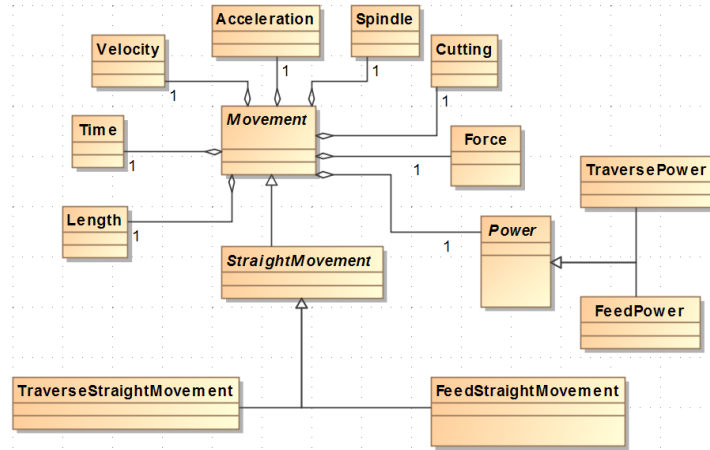 Acceleration
Spindle
Velocity
Cutting
1
1
1
1
Movement
Time
Force
1
1
TraversePower
Length
Power
1
1
StraightMovement
FeedPower
TraverseStraightMovement
FeedStraightMovement